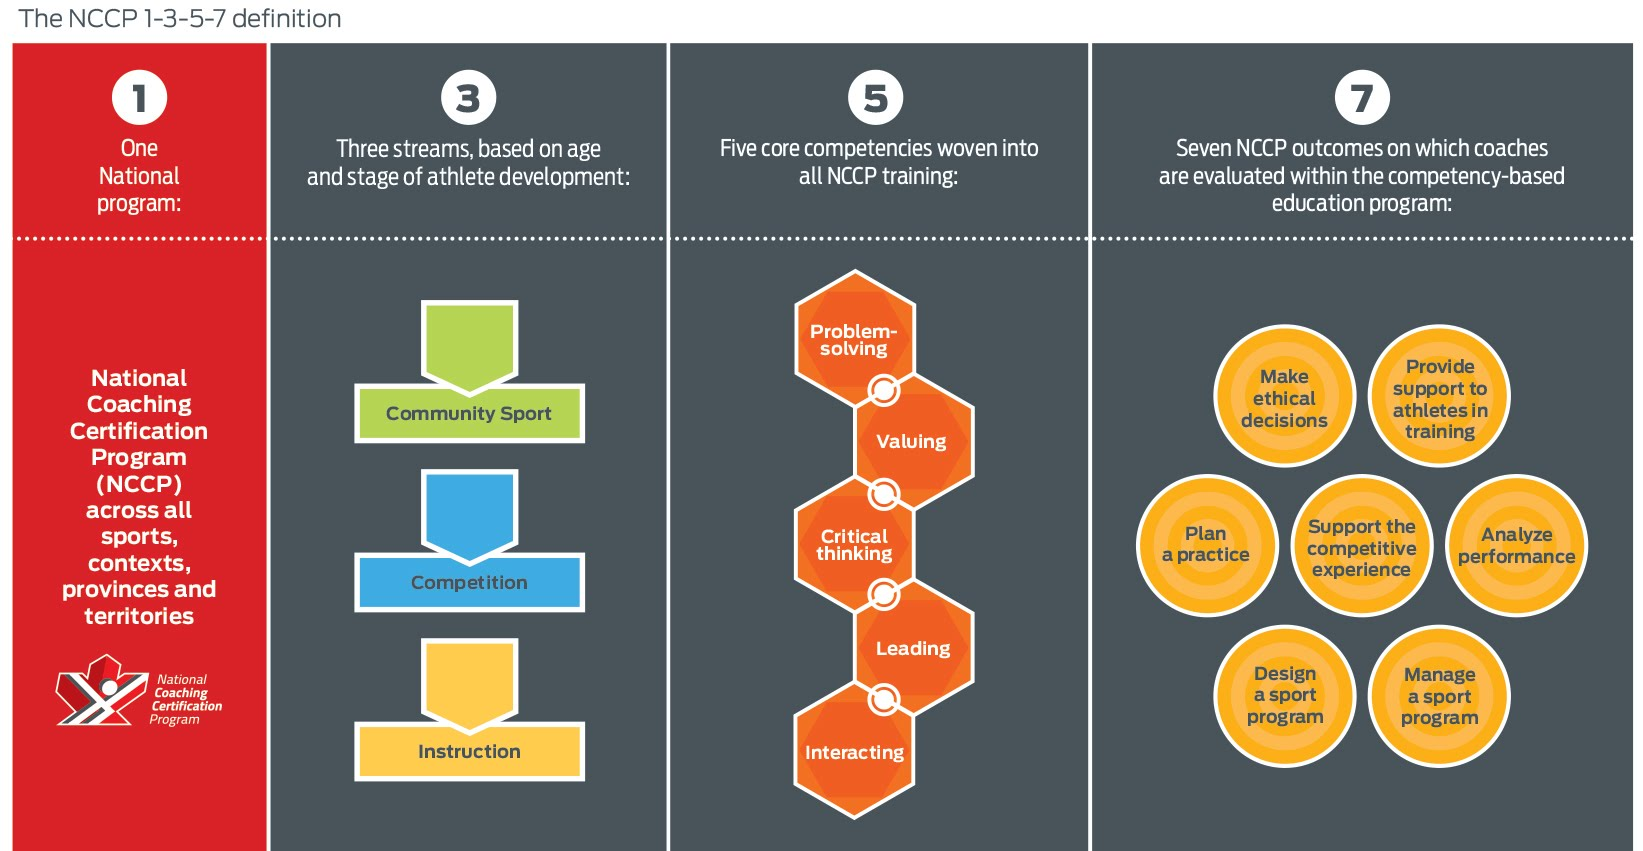 The NCCP 1-3-5-7 definition
1
One
National
program:
National
Coaching
Certification
Program
(NCCP)
across all
sports,
contexts,
provinces and
territories
National
Coaching
Certification
Program
3
Three streams, based on age
and stage of athlete development:
Community Sport
Competition
Instruction
5
Five core competencies woven into
all NCCP training:
Problem-
solving
Valuing
Critical
thinking
Leading
Interacting
7
Seven NCCP outcomes on which coaches
are evaluated within the competency-based
education program:
Make
ethical
decisions
Provide
support to
athletes in
training
Plan
a practice
Support the
competitive
experience
Analyze
performance
Design
a sport
program
Manage
a sport
program